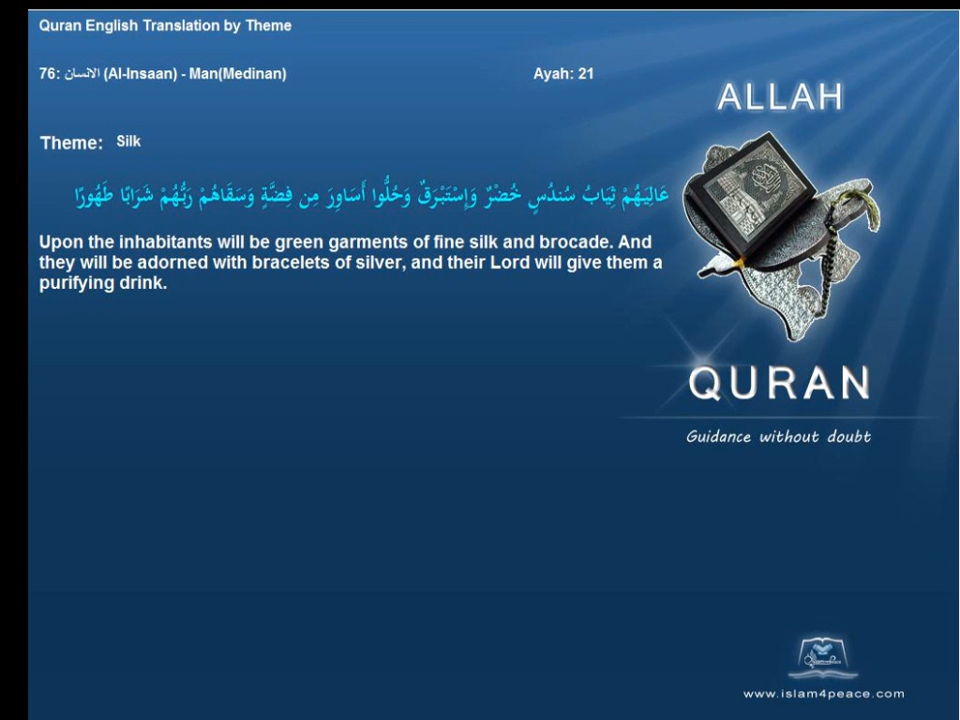 Quran English Translation by Theme
76: الانسان (Al-Insaan) - Man(Medinan) Ayah: 21
ALLAH
Theme: Silk
عَالِيَهُمْ ثِيَابُ سُندُسٍ خُضْرٌ وَإِسْتَبْرَقٌ وَحُلُّوا أَسَاوِرَ مِن فِضَّةٍ وَسَقَاهُمْ رَبُّهُمْ شَرَابًا طَهُورًا
Upon the inhabitants will be green garments of fine silk and brocade. And
they will be adorned with bracelets of silver, and their Lord will give them a
purifying drink.
QURAN
Guidance without doubt
www.islam4peace.com